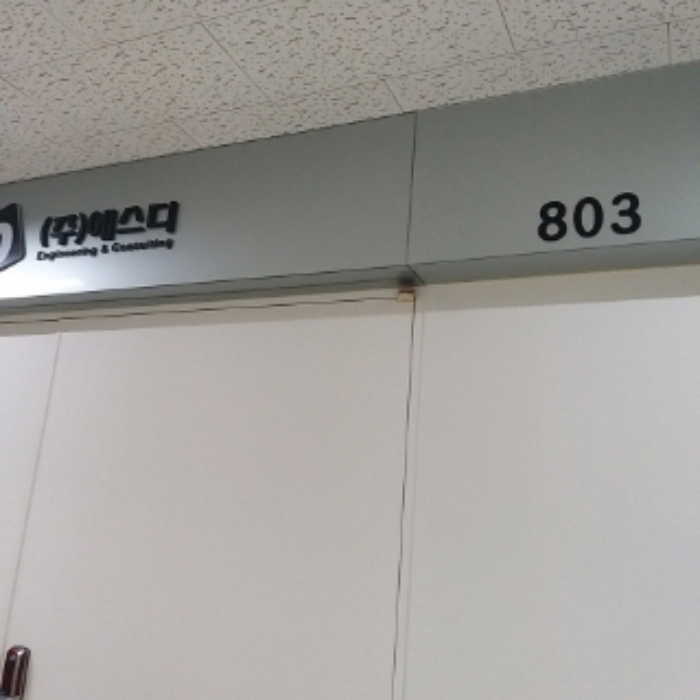 (주)에스디
Engineering & Consulting
803